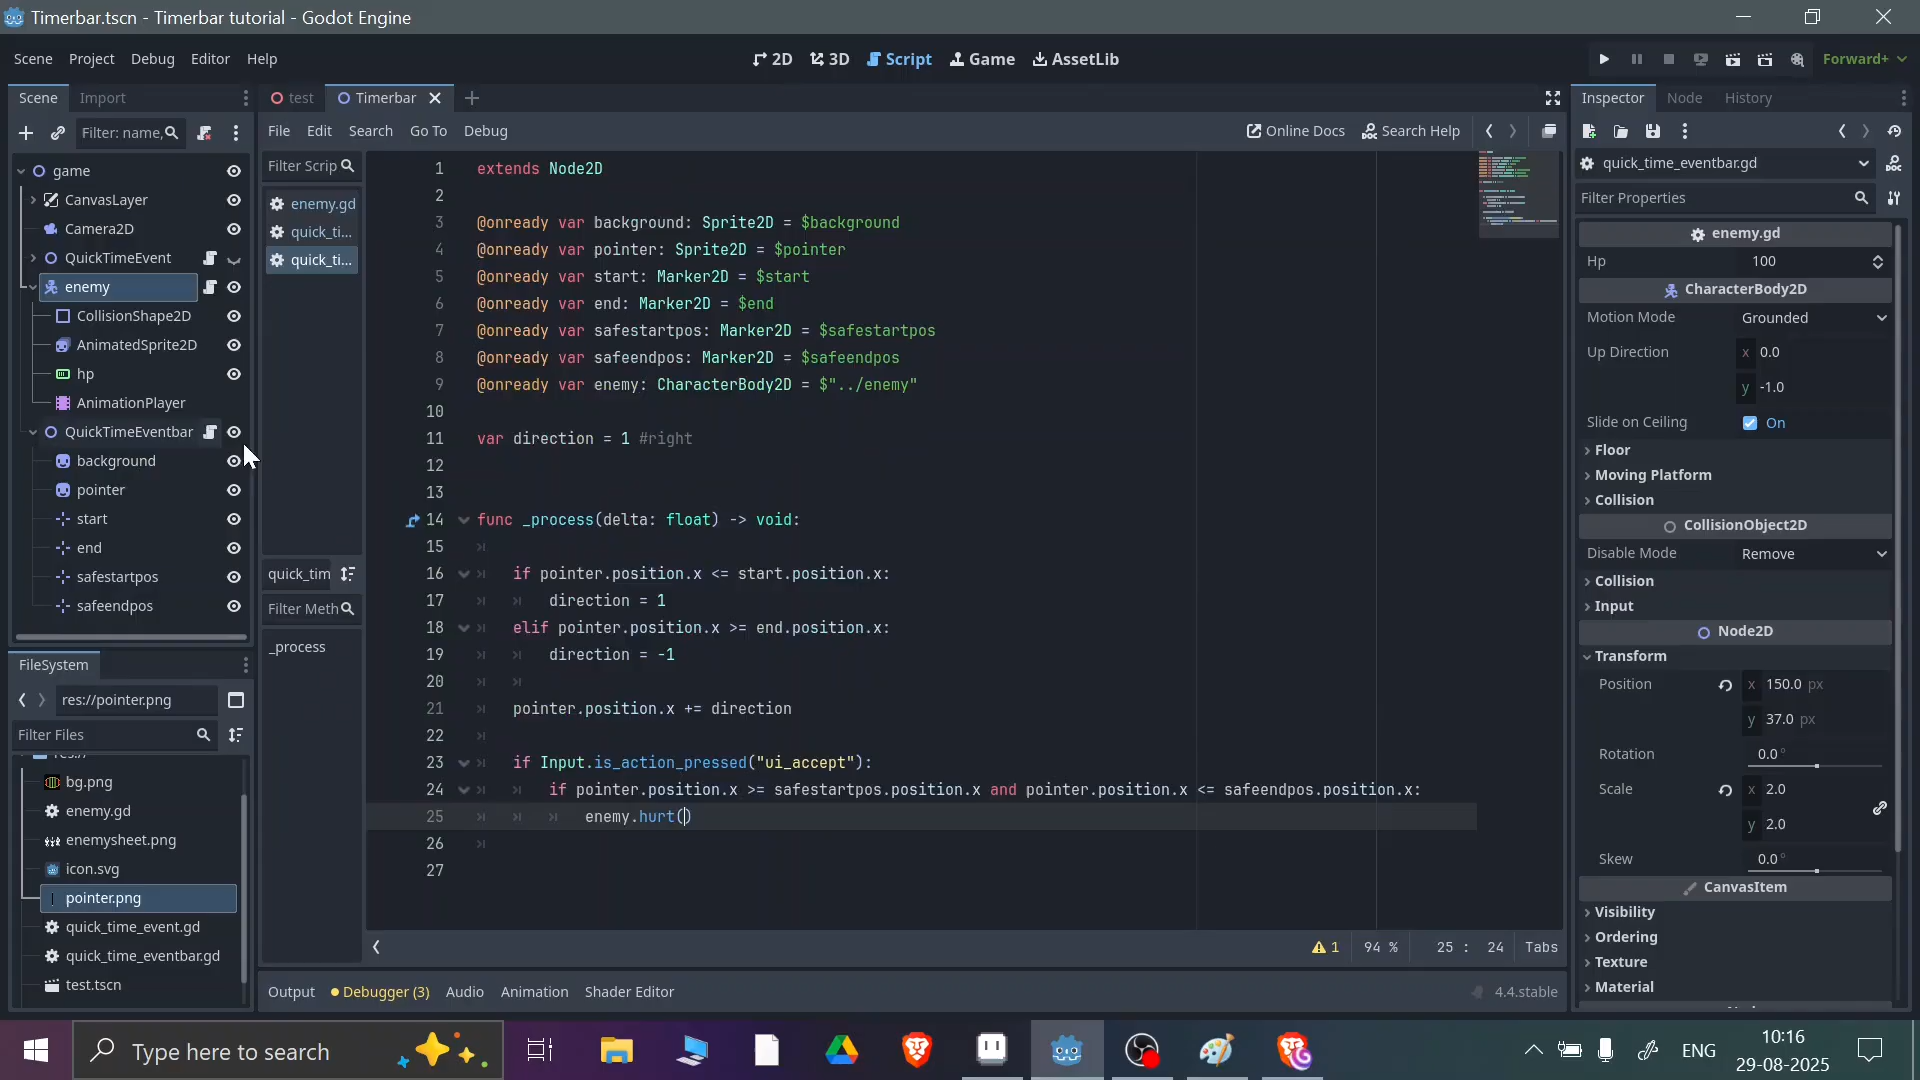 Timerbar.tscn - Timerbar tutorial - Godot Engine
Scene Project Debug Editor Help
2D 3D Script Game AssetLib
Forward+
Scene Import
test Timerbar
Inspector Node History
Filter: name,
File Edit Search Go To Debug
Online Docs Search Help
game
CanvasLayer
Camera2D
QuickTimeEvent
enemy
CollisionShape2D
AnimatedSprite2D
hp
AnimationPlayer
QuickTimeEventbar
background
pointer
start
end
safestartpos
safeendpos
FileSystem
res://pointer.png
Filter Files
res://
bg.png
enemy.gd
enemysheet.png
icon.svg
pointer.png
quick_time_event.gd
quick_time_eventbar.gd
test.tscn
Filter Scrip
enemy.gd
quick_ti...
quick_ti...
quick_tim
Filter Meth
_process
1 extends Node2D
2
3 @onready var background: Sprite2D = $background
4 @onready var pointer: Sprite2D = $pointer
5 @onready var start: Marker2D = $start
6 @onready var end: Marker2D = $end
7 @onready var safestartpos: Marker2D = $safestartpos
8 @onready var safeendpos: Marker2D = $safeendpos
9 @onready var enemy: CharacterBody2D = $"../enemy"
10
11 var direction = 1 #right
12
13
14 func _process(delta: float) -> void:
15
16 if pointer.position.x <= start.position.x:
17 direction = 1
18 elif pointer.position.x >= end.position.x:
19 direction = -1
20
21 pointer.position.x += direction
22
23 if Input.is_action_pressed("ui_accept"):
24 if pointer.position.x >= safestartpos.position.x and pointer.position.x <= safeendpos.position.x:
25 enemy.hurt()
26
27
1 94 % 25 : 24 Tabs
Output Debugger (3) Audio Animation Shader Editor
4.4.stable
quick_time_eventbar.gd
Filter Properties
enemy.gd
Hp 100
CharacterBody2D
Motion Mode Grounded
Up Direction x 0.0
y -1.0
Slide on Ceiling On
Floor
Moving Platform
Collision
CollisionObject2D
Disable Mode Remove
Collision
Input
Node2D
Transform
Position x 150.0 px
y 37.0 px
Rotation 0.0 °
Scale x 2.0
y 2.0
Skew 0.0 °
CanvasItem
Visibility
Ordering
Texture
Material
Type here to search
ENG
10:16
29-08-2025